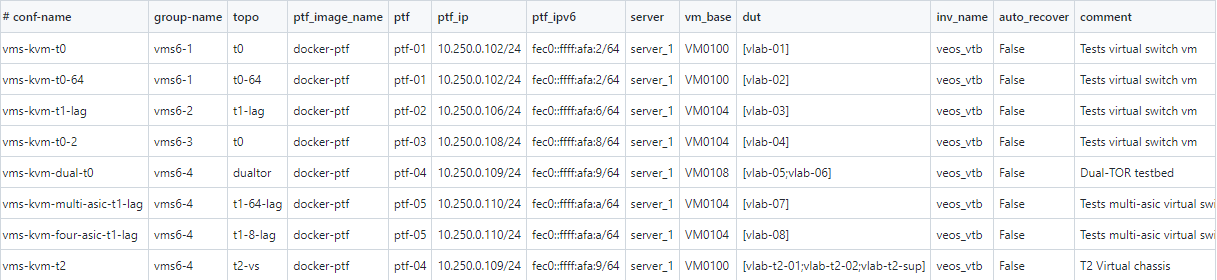 # conf-name group-name topo ptf_image_name ptf ptf_ip ptf_ipv6 server vm_base dut inv_name auto_recover comment
vms-kvm-t0 vms6-1 t0 docker-ptf ptf-01 10.250.0.102/24 fec0::ffff:afa:2/64 server_1 VM0100 [vlab-01] veos_vtb False Tests virtual switch vm
vms-kvm-t0-64 vms6-1 t0-64 docker-ptf ptf-01 10.250.0.102/24 fec0::ffff:afa:2/64 server_1 VM0100 [vlab-02] veos_vtb False Tests virtual switch vm
vms-kvm-t1-lag vms6-2 t1-lag docker-ptf ptf-02 10.250.0.106/24 fec0::ffff:afa:6/64 server_1 VM0104 [vlab-03] veos_vtb False Tests virtual switch vm
vms-kvm-t0-2 vms6-3 t0 docker-ptf ptf-03 10.250.0.108/24 fec0::ffff:afa:8/64 server_1 VM0104 [vlab-04] veos_vtb False Tests virtual switch vm
vms-kvm-dual-t0 vms6-4 dualtor docker-ptf ptf-04 10.250.0.109/24 fec0::ffff:afa:9/64 server_1 VM0108 [vlab-05;vlab-06] veos_vtb False Dual-TOR testbed
vms-kvm-multi-asic-t1-lag vms6-4 t1-64-lag docker-ptf ptf-05 10.250.0.110/24 fec0::ffff:afa:a/64 server_1 VM0104 [vlab-07] veos_vtb False Tests multi-asic virtual swi
vms-kvm-four-asic-t1-lag vms6-4 t1-8-lag docker-ptf ptf-05 10.250.0.110/24 fec0::ffff:afa:a/64 server_1 VM0104 [vlab-08] veos_vtb False Tests multi-asic virtual swi
vms-kvm-t2 vms6-4 t2-vs docker-ptf ptf-04 10.250.0.109/24 fec0::ffff:afa:9/64 server_1 VM0100 [vlab-t2-01;vlab-t2-02;vlab-t2-sup] veos_vtb False T2 Virtual chassis